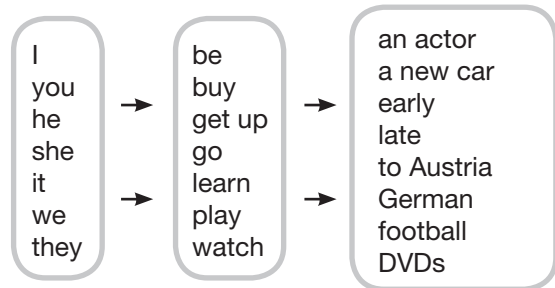 I
you
he
she
it
we
they
be
buy
get up
go
learn
play
watch
an actor
a new car
early
late
to Austria
German
football
DVDs